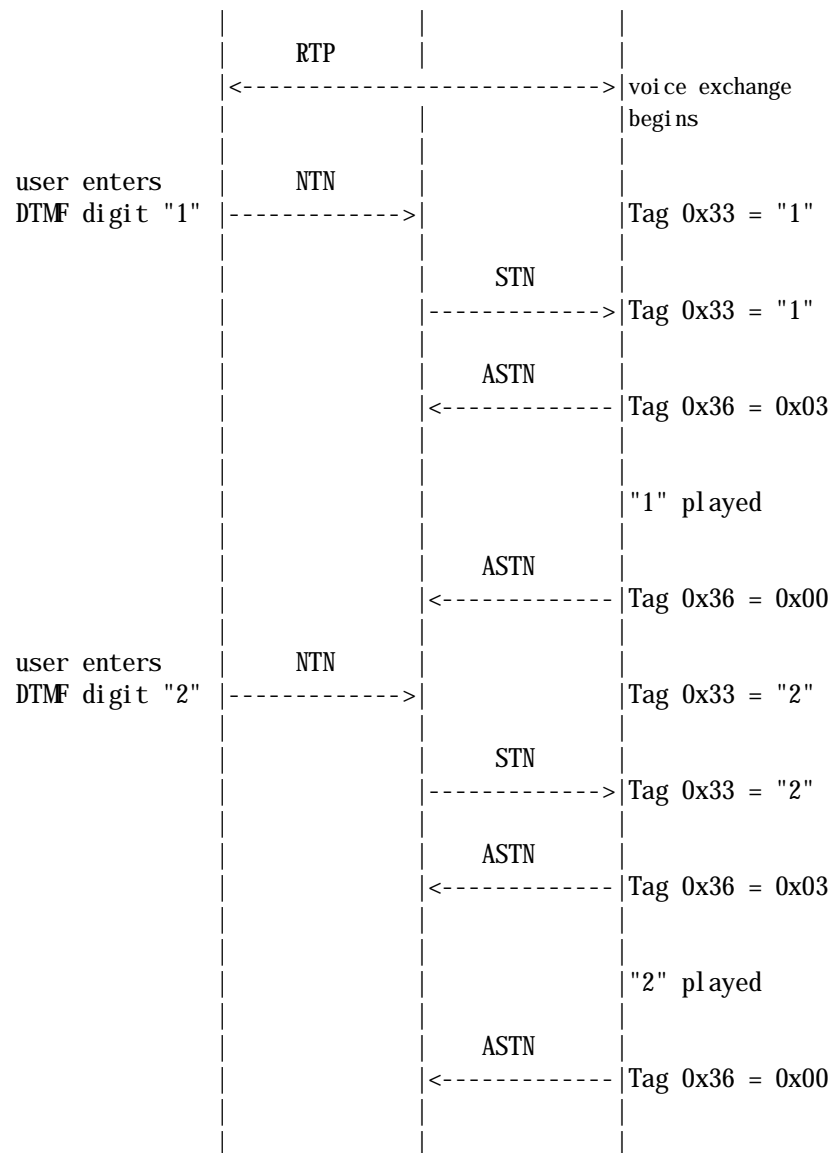 RTP
voice exchange
begins
user enters NTN
DTMF digit "1" Tag 0x33 = "1"
STN
Tag 0x33 = "1"
ASTN
Tag 0x36 = 0x03
"1" played
ASTN
Tag 0x36 = 0x00
user enters NTN
DTMF digit "2" Tag 0x33 = "2"
STN
Tag 0x33 = "2"
ASTN
Tag 0x36 = 0x03
"2" played
ASTN
Tag 0x36 = 0x00